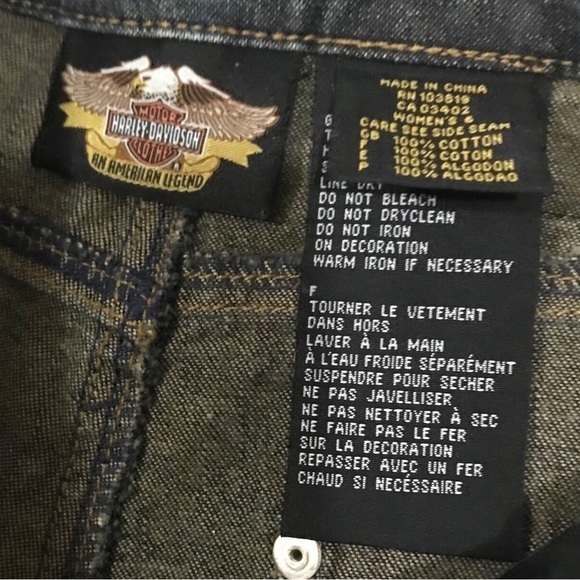 MOTOR
HARLEY-DAVIDSON
CLOTHES
AN AMERICAN LEGEND
MADE IN CHINA
RN 103819
CA 03402
WOMEN'S 6
CARE SEE SIDE SEAM
GB 100% COTTON
F 100% COTON
E 100% ALGODON
P 100% ALGODAO
LINE DRY
DO NOT BLEACH
DO NOT DRYCLEAN
DO NOT IRON
ON DECORATION
WARM IRON IF NECESSARY
F
TOURNER LE VETEMENT
DANS HORS
LAVER À LA MAIN
À L'EAU FROIDE SÉPARÉMENT
SUSPENDRE POUR SECHER
NE PAS JAVELLISER
NE PAS NETTOYER À SEC
NE FAIRE PAS LE FER
SUR LA DECORATION
REPASSER AVEC UN FER
CHAUD SI NECÉSSAIRE